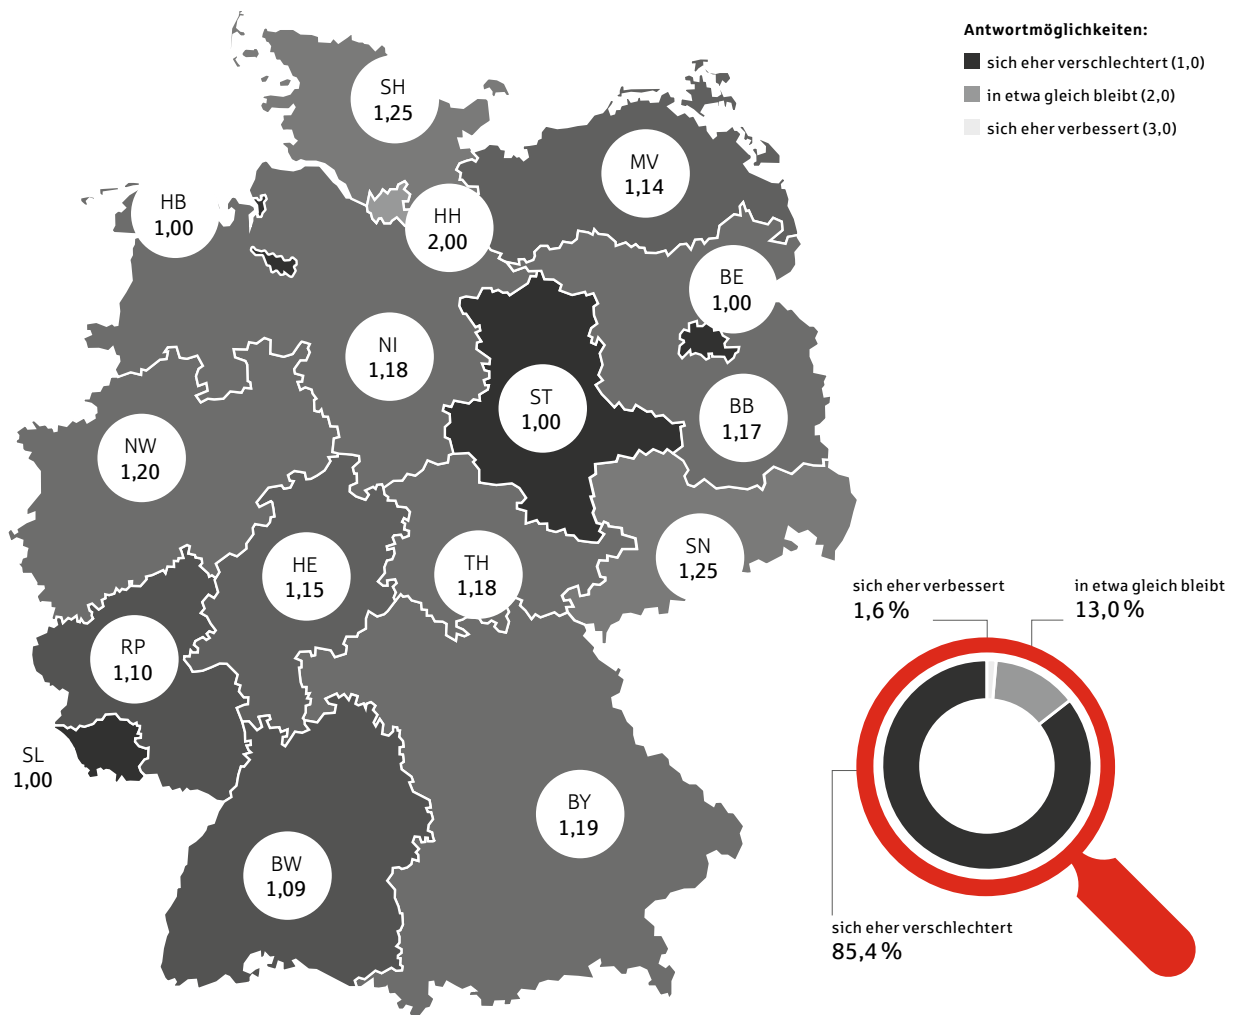 Antwortmöglichkeiten:
sich eher verschlechtert (1,0)
in etwa gleich bleibt (2,0)
sich eher verbessert (3,0)
SH
1,25
MV
1,14
HB
1,00
HH
2,00
BE
1,00
NI
1,18
ST
1,00
BB
1,17
NW
1,20
HE
1,15
TH
1,18
SN
1,25
RP
1,10
SL
1,00
BY
1,19
BW
1,09
sich eher verbessert
1,6 %
in etwa gleich bleibt
13,0 %
sich eher verschlechtert
85,4 %